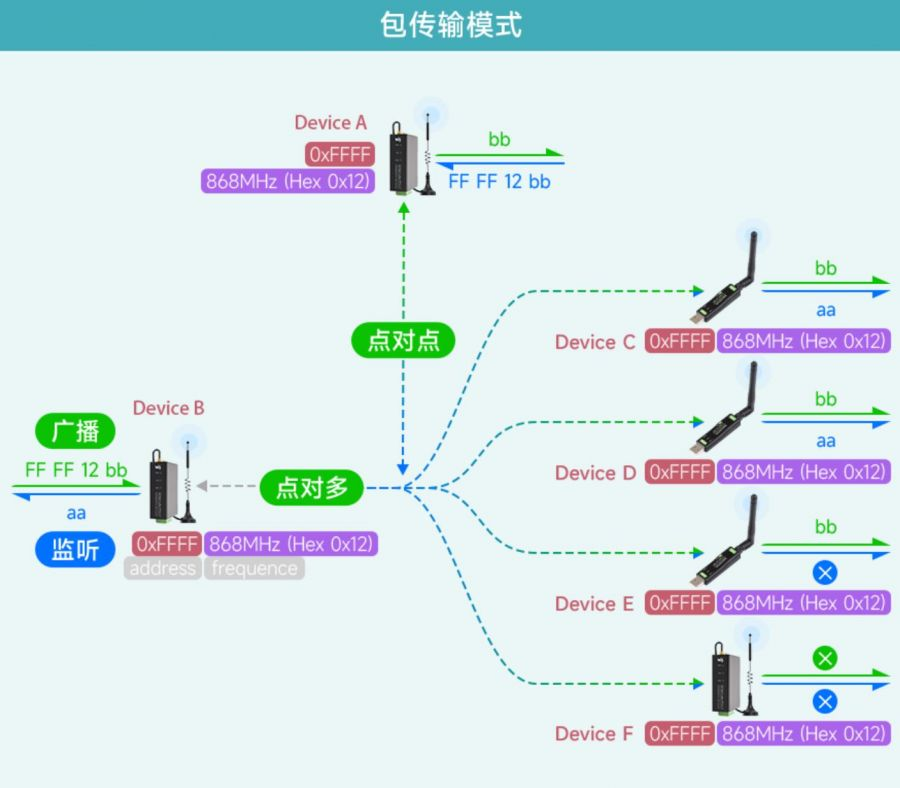 包传输模式
Device A
0xFFFF
868MHz (Hex 0x12)
bb
FF FF 12 bb
点对点
bb
aa
Device C 0xFFFF 868MHz (Hex 0x12)
bb
aa
Device D 0xFFFF 868MHz (Hex 0x12)
Device B
广播
FF FF 12 bb
aa
监听
点对多
0xFFFF 868MHz (Hex 0x12)
address frequence
bb
Device E 0xFFFF 868MHz (Hex 0x12)
Device F 0xFFFF 868MHz (Hex 0x12)